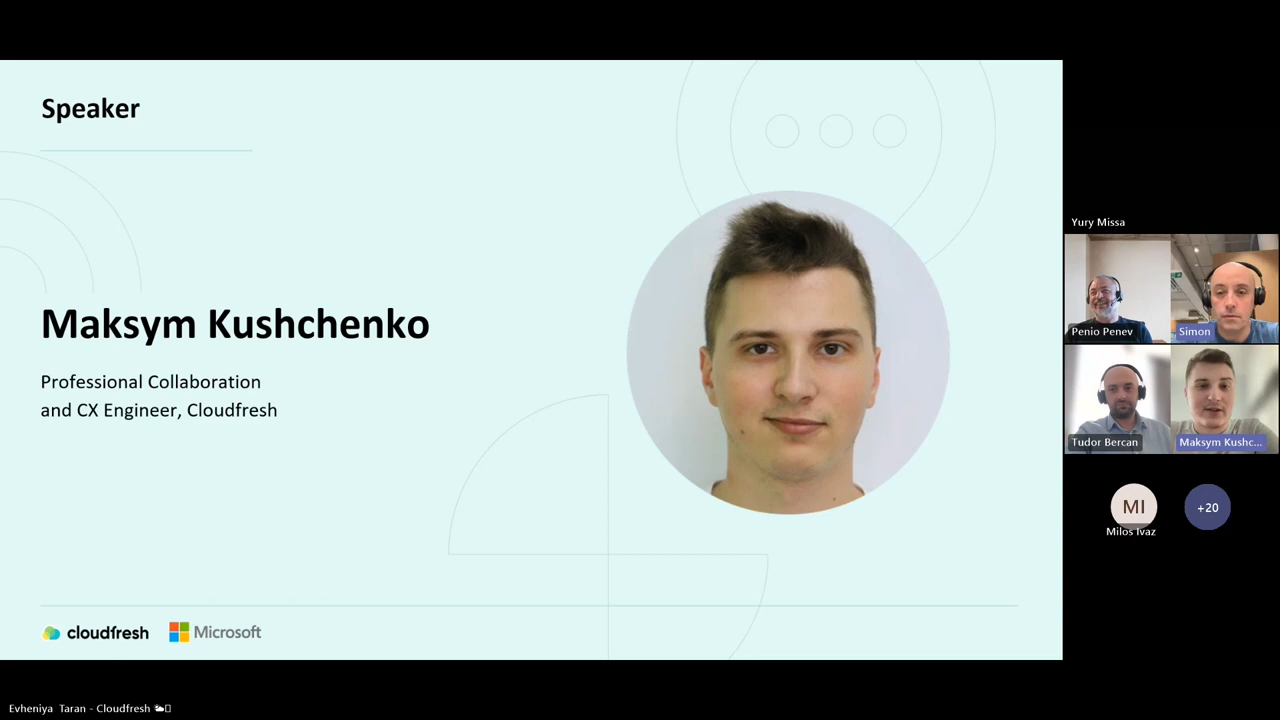 Speaker
Maksym Kushchenko
Professional Collaboration
and CX Engineer, Cloudfresh
cloudfresh
Microsoft
Yury Missa
Penio Penev
Simon
Tudor Bercan
Maksym Kushc...
MI
Milos Ivaz
+20
Evheniya Taran - Cloudfresh